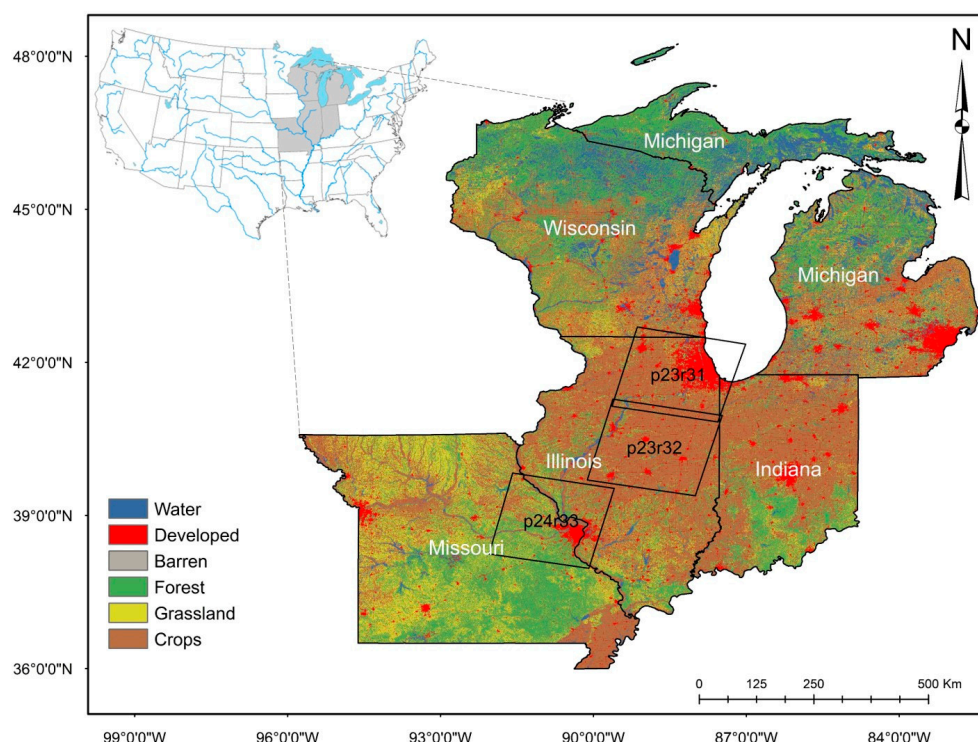 N
48°0'0"N
45°0'0"N
42°0'0"N
39°0'0"N
36°0'0"N
Michigan
Wisconsin
Michigan
p23r31
p23r32
Illinois
Indiana
p24r33
Missouri
Water
Developed
Barren
Forest
Grassland
Crops
0 125 250 500 Km
99°0'0"W 96°0'0"W 93°0'0"W 90°0'0"W 87°0'0"W 84°0'0"W